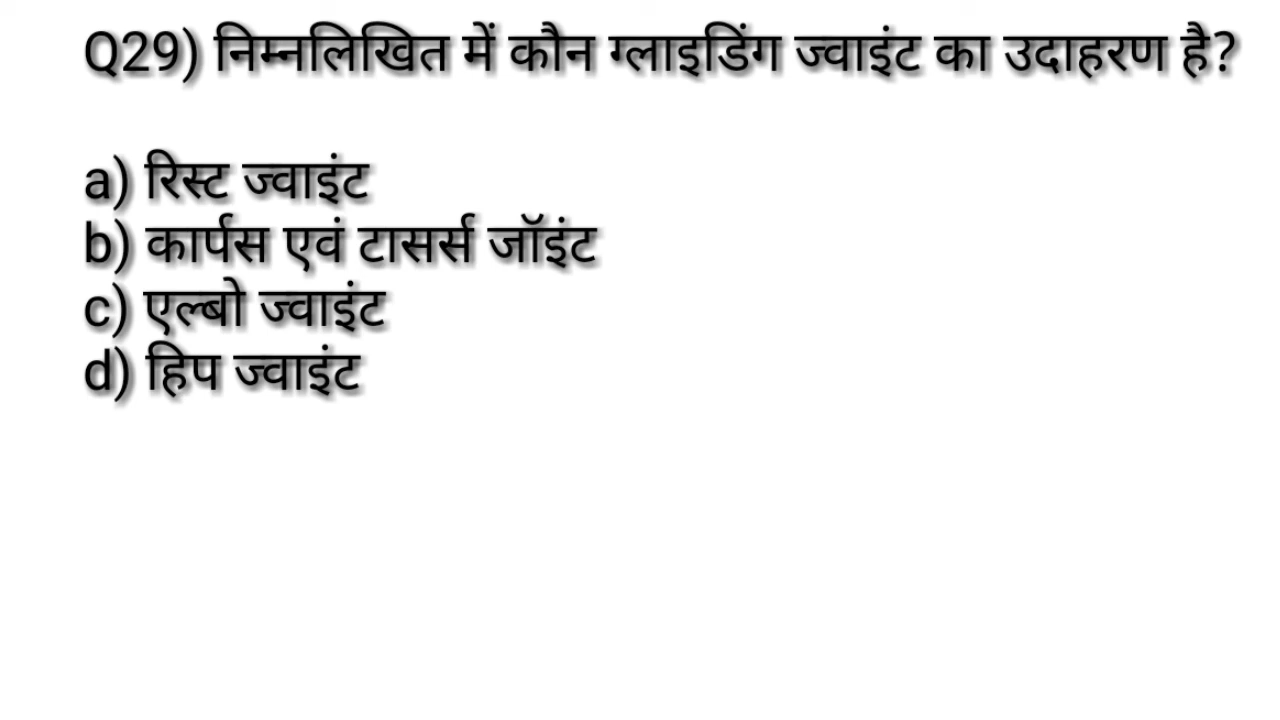 Q29) निम्नलिखित में कौन ग्लाइडिंग ज्वाइंट का उदाहरण है?
a) रिस्ट ज्वाइंट
b) कार्पस एवं टासर्स जॉइंट
c) एल्बो ज्वाइंट
d) हिप ज्वाइंट